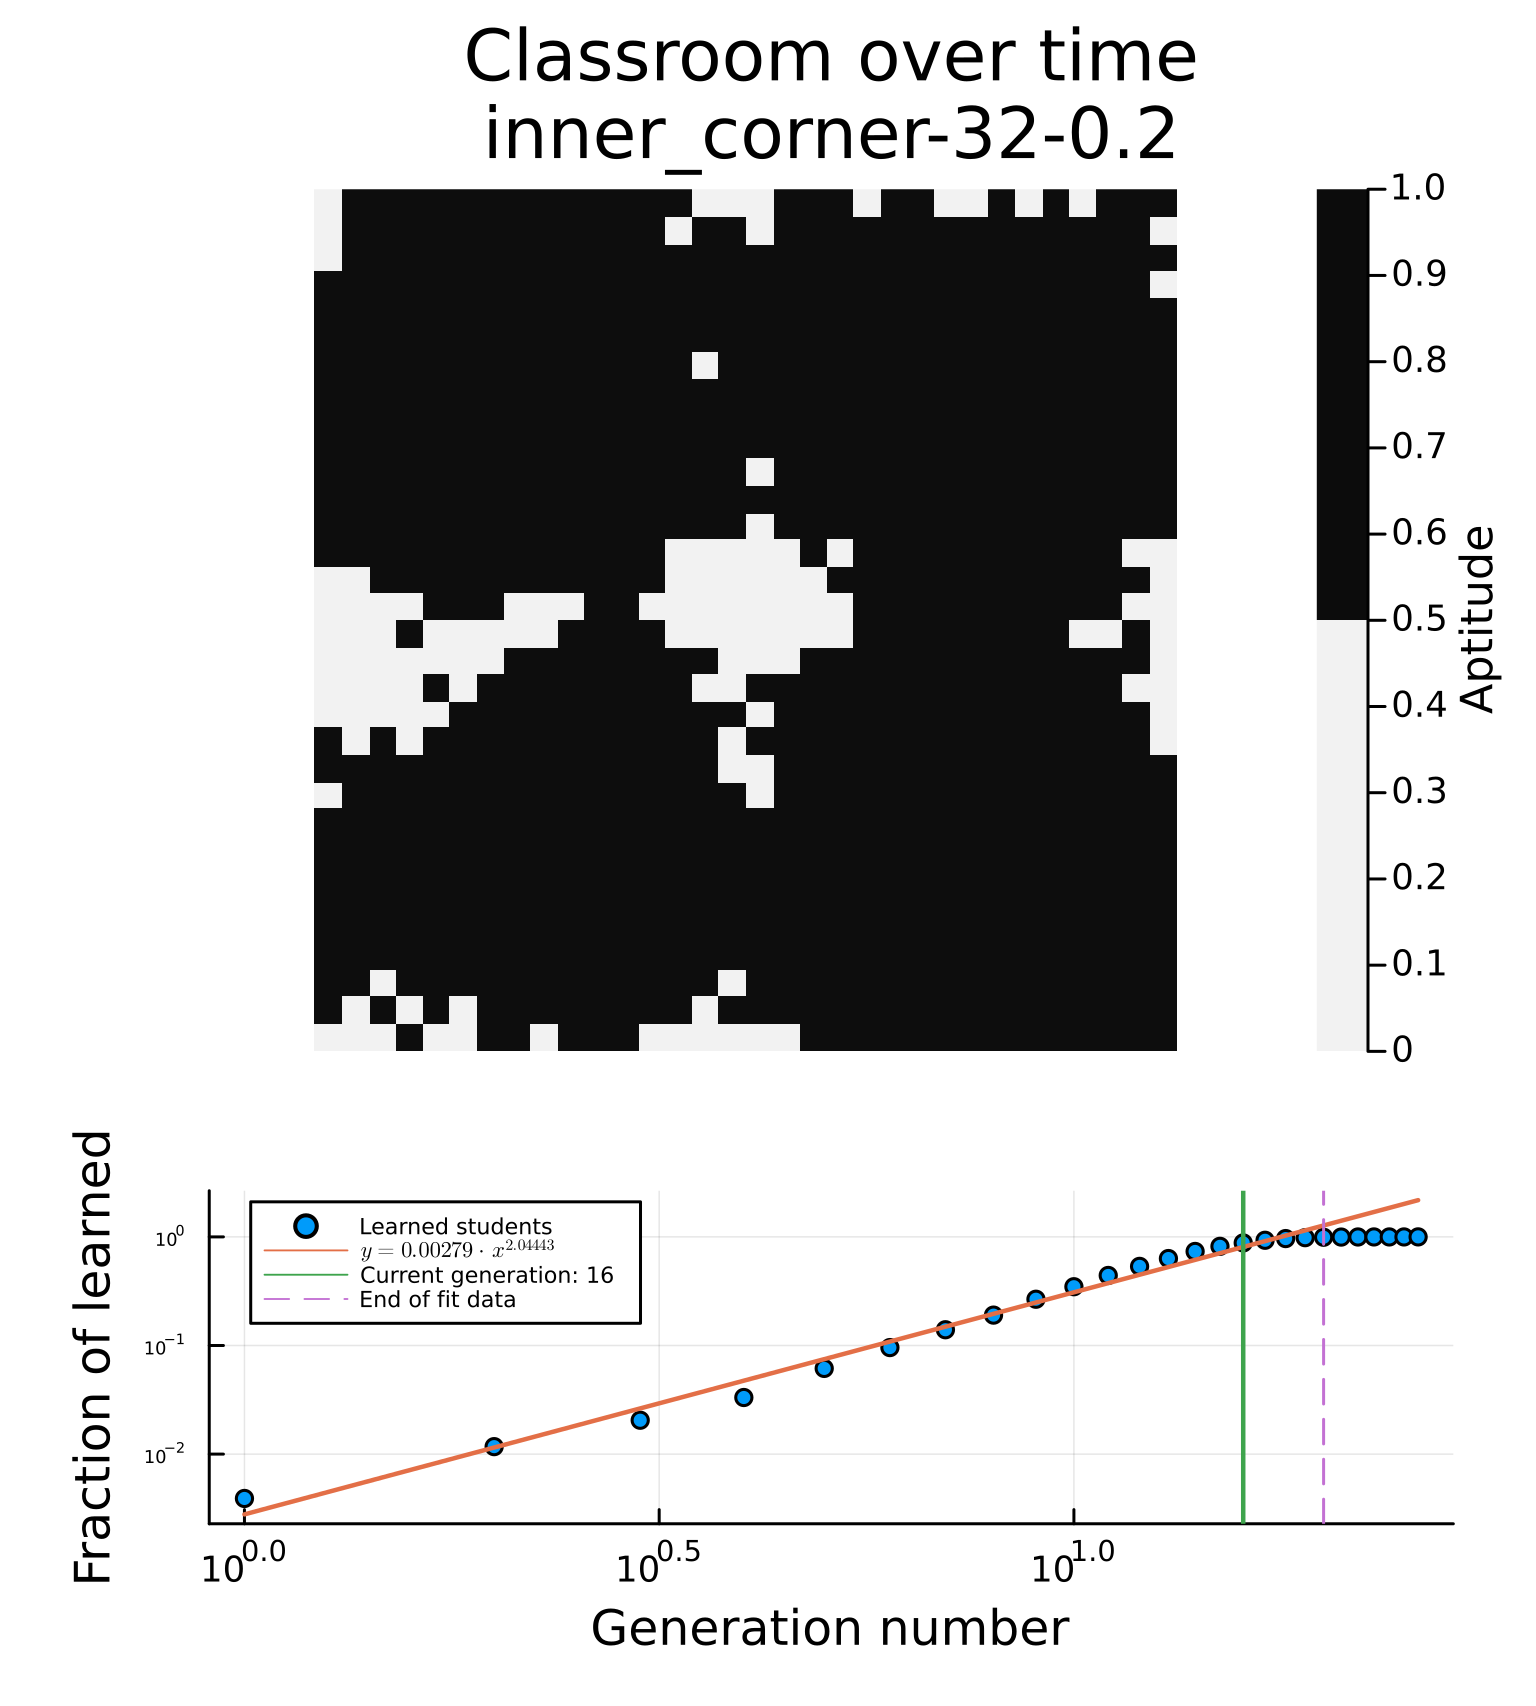 Classroom over time
inner_corner-32-0.2
1.0
0.9
0.8
0.7
0.6
0.5
0.4
0.3
0.2
0.1
0
Aptitude
Fraction of learned
10^0
10^-1
10^-2
Learned students
y = 0.00279 · x^2.04443
Current generation: 16
End of fit data
10^0.0
10^0.5
10^1.0
Generation number